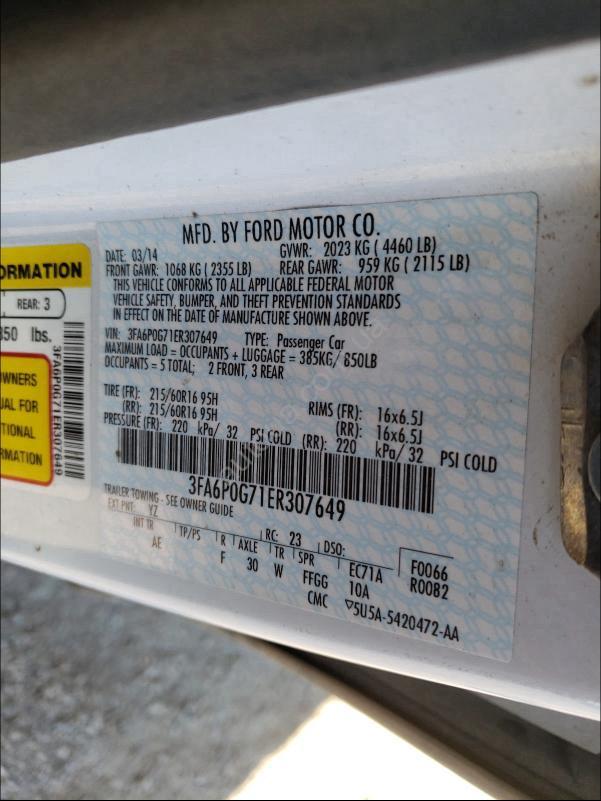 MFD. BY FORD MOTOR CO.
DATE: 03/14 GVWR: 2023 KG ( 4460 LB)
FRONT GAWR: 1068 KG ( 2355 LB) REAR GAWR: 959 KG ( 2115 LB)
THIS VEHICLE CONFORMS TO ALL APPLICABLE FEDERAL MOTOR
VEHICLE SAFETY, BUMPER, AND THEFT PREVENTION STANDARDS
IN EFFECT ON THE DATE OF MANUFACTURE SHOWN ABOVE.
VIN: 3FA6P0G71ER307649 TYPE: Passenger Car
MAXIMUM LOAD = OCCUPANTS + LUGGAGE = 385KG/ 850LB
OCCUPANTS = 5 TOTAL; 2 FRONT, 3 REAR
TIRE (FR): 215/60R16 95H RIMS (FR): 16x6.5J
(RR): 215/60R16 95H (RR): 16x6.5J
PRESSURE (FR): 220 kPa/ 32 PSI COLD (RR): 220 kPa/ 32 PSI COLD
3FA6P0G71ER307649
TRAILER TOWING - SEE OWNER GUIDE
EXT PNT: YZ RC: 23 DSO:
INT TR TP/PS R AXLE TR SPR EC71A F0066
AE F 30 W FFGG 10A R0082
CMC ▽5U5A-5420472-AA
ORMATION
REAR: 3
850 lbs.
WNERS
UAL FOR
TIONAL
RMATION
3FA6P0G71ER307649